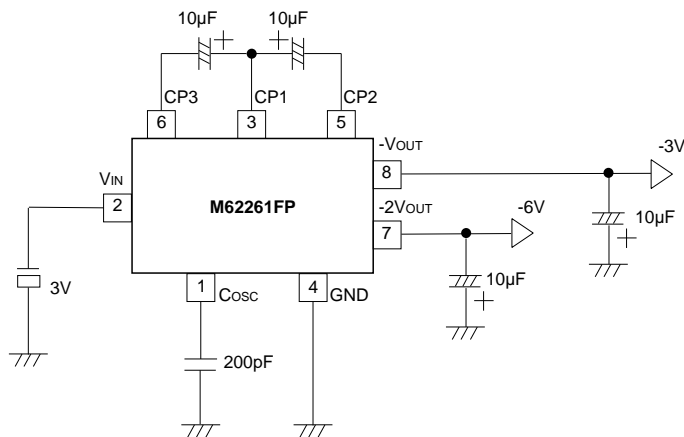 10µF 10µF
CP3 CP1 CP2
6 3 5
-VOUT -3V
8
VIN
2 M62261FP -2VOUT -6V
7 10µF
10µF
3V 1 COSC 4 GND
200pF